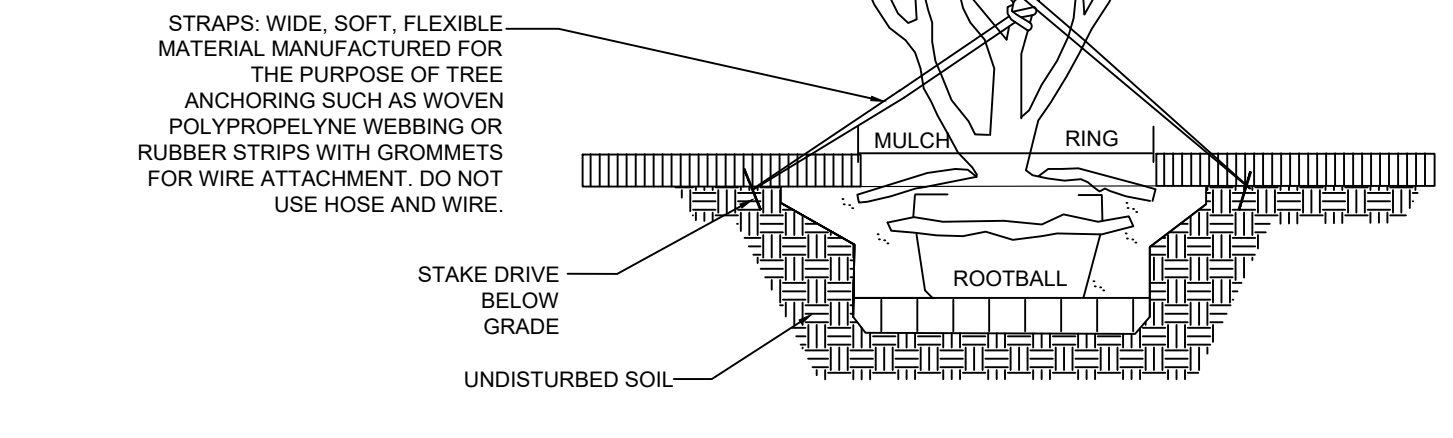 STRAPS: WIDE, SOFT, FLEXIBLE
MATERIAL MANUFACTURED FOR
THE PURPOSE OF TREE
ANCHORING SUCH AS WOVEN
POLYPROPELYNE WEBBING OR
RUBBER STRIPS WITH GROMMETS
FOR WIRE ATTACHMENT. DO NOT
USE HOSE AND WIRE.
MULCH RING
STAKE DRIVE
BELOW
GRADE
ROOTBALL
UNDISTURBED SOIL